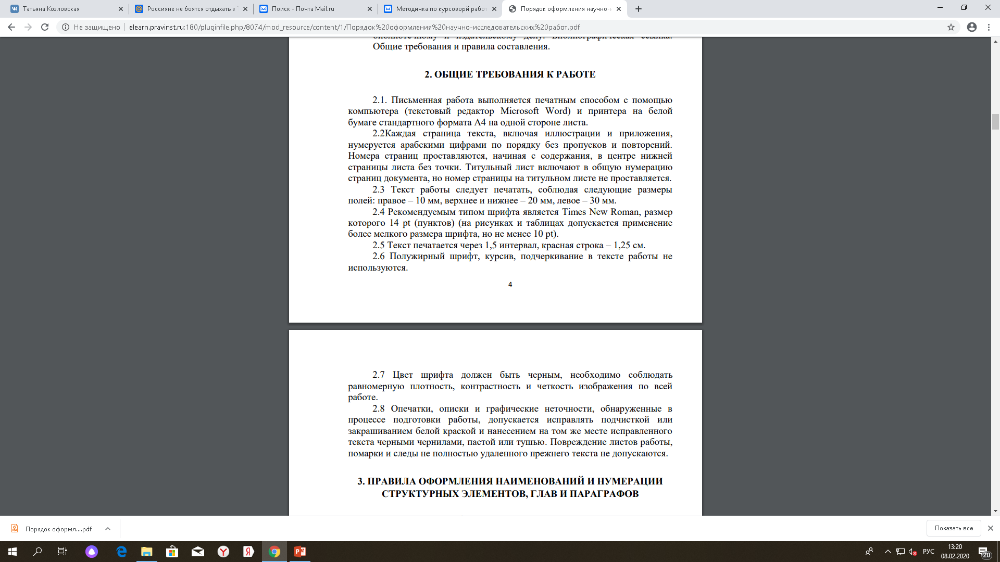 Татьяна Козловская
Россияне не боятся отдыхать в
Поиск - Почта Mail.ru
Методичка по курсоворй работ
Порядок оформления научно-
Не защищено
elearn.pravinst.ru:180/pluginfile.php/8074/mod_resource/content/1/Порядок%20оформления%20научно-исследовательских%20работ.pdf
библиотечному и издательскому делу. Библиографическая ссылка.
Общие требования и правила составления.
2. ОБЩИЕ ТРЕБОВАНИЯ К РАБОТЕ
2.1. Письменная работа выполняется печатным способом с помощью
компьютера (текстовый редактор Microsoft Word) и принтера на белой
бумаге стандартного формата А4 на одной стороне листа.
2.2Каждая страница текста, включая иллюстрации и приложения,
нумеруется арабскими цифрами по порядку без пропусков и повторений.
Номера страниц проставляются, начиная с содержания, в центре нижней
страницы листа без точки. Титульный лист включают в общую нумерацию
страниц документа, но номер страницы на титульном листе не проставляется.
2.3 Текст работы следует печатать, соблюдая следующие размеры
полей: правое – 10 мм, верхнее и нижнее – 20 мм, левое – 30 мм.
2.4 Рекомендуемым типом шрифта является Times New Roman, размер
которого 14 pt (пунктов) (на рисунках и таблицах допускается применение
более мелкого размера шрифта, но не менее 10 pt).
2.5 Текст печатается через 1,5 интервал, красная строка – 1,25 см.
2.6 Полужирный шрифт, курсив, подчеркивание в тексте работы не
используются.
4
2.7 Цвет шрифта должен быть черным, необходимо соблюдать
равномерную плотность, контрастность и четкость изображения по всей
работе.
2.8 Опечатки, описки и графические неточности, обнаруженные в
процессе подготовки работы, допускается исправлять подчисткой или
закрашиванием белой краской и нанесением на том же месте исправленного
текста черными чернилами, пастой или тушью. Повреждение листов работы,
помарки и следы не полностью удаленного прежнего текста не допускаются.
3. ПРАВИЛА ОФОРМЛЕНИЯ НАИМЕНОВАНИЙ И НУМЕРАЦИИ
СТРУКТУРНЫХ ЭЛЕМЕНТОВ, ГЛАВ И ПАРАГРАФОВ
Порядок оформл....pdf
Показать все
РУС
13:20
08.02.2020
20